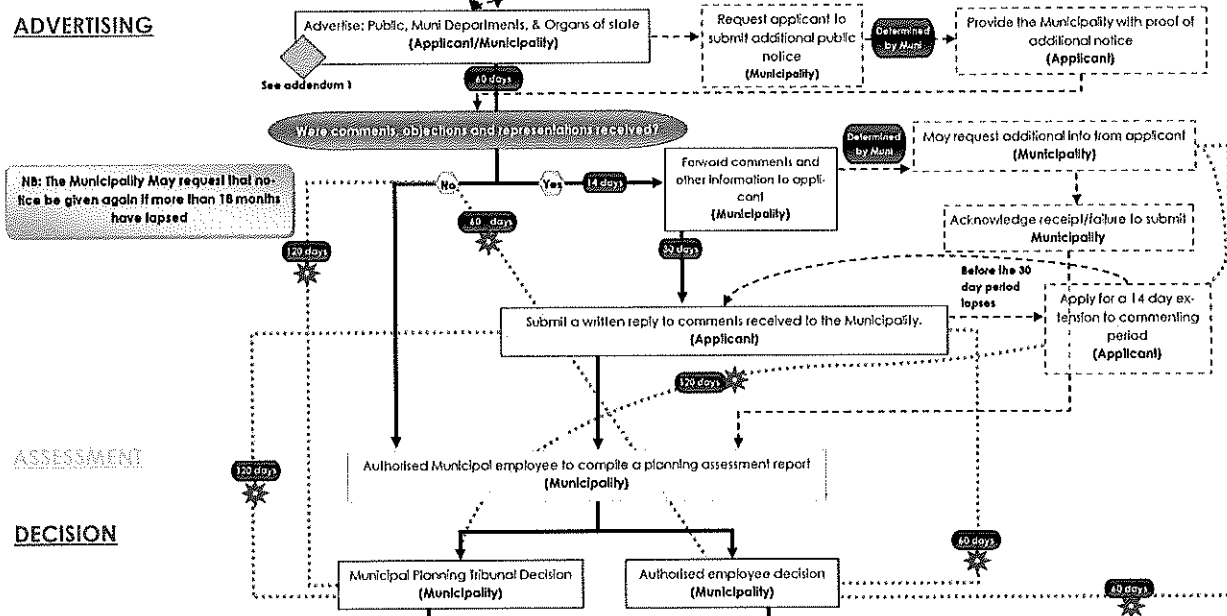 ADVERTISING
Advertise: Public, Muni Departments, & Organs of state
(Applicant/Municipality)
See addendum 1
Request applicant to
submit additional public
notice
(Municipality)
Determined
by Muni
Provide the Municipality with proof of
additional notice
(Applicant)
60 days
Were comments, objections and representations received?
NB: The Municipality May request that no-
tice be given again if more than 18 months
have lapsed
No
Yes
14 days
Forward comments and
other information to appli-
cant
(Municipality)
Determined
by Muni
May request additional info from applicant
(Municipality)
Acknowledge receipt/failure to submit
Municipality
60 days
120 days
Before the 30
day period
lapses
Apply for a 14 day ex-
tension to commenting
period
(Applicant)
Submit a written reply to comments received to the Municipality.
(Applicant)
120 days
ASSESSMENT
Authorised Municipal employee to compile a planning assessment report
(Municipality)
120 days
DECISION
60 days
Municipal Planning Tribunal Decision
(Municipality)
Authorised employee decision
(Municipality)
60 days